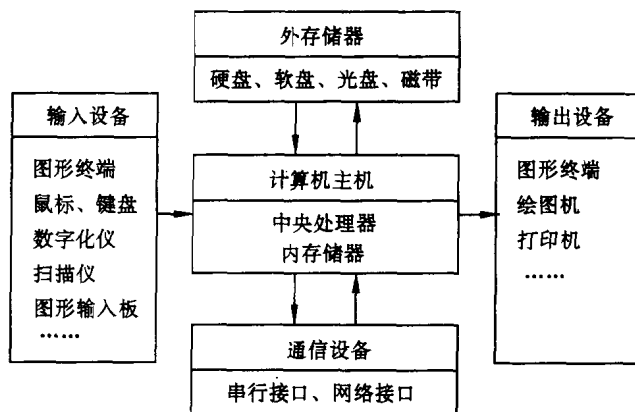 外存储器
硬盘、软盘、光盘、磁带
输入设备
图形终端
鼠标、键盘
数字化仪
扫描仪
图形输入板
……
计算机主机
中央处理器
内存储器
输出设备
图形终端
绘图机
打印机
……
通信设备
串行接口、网络接口